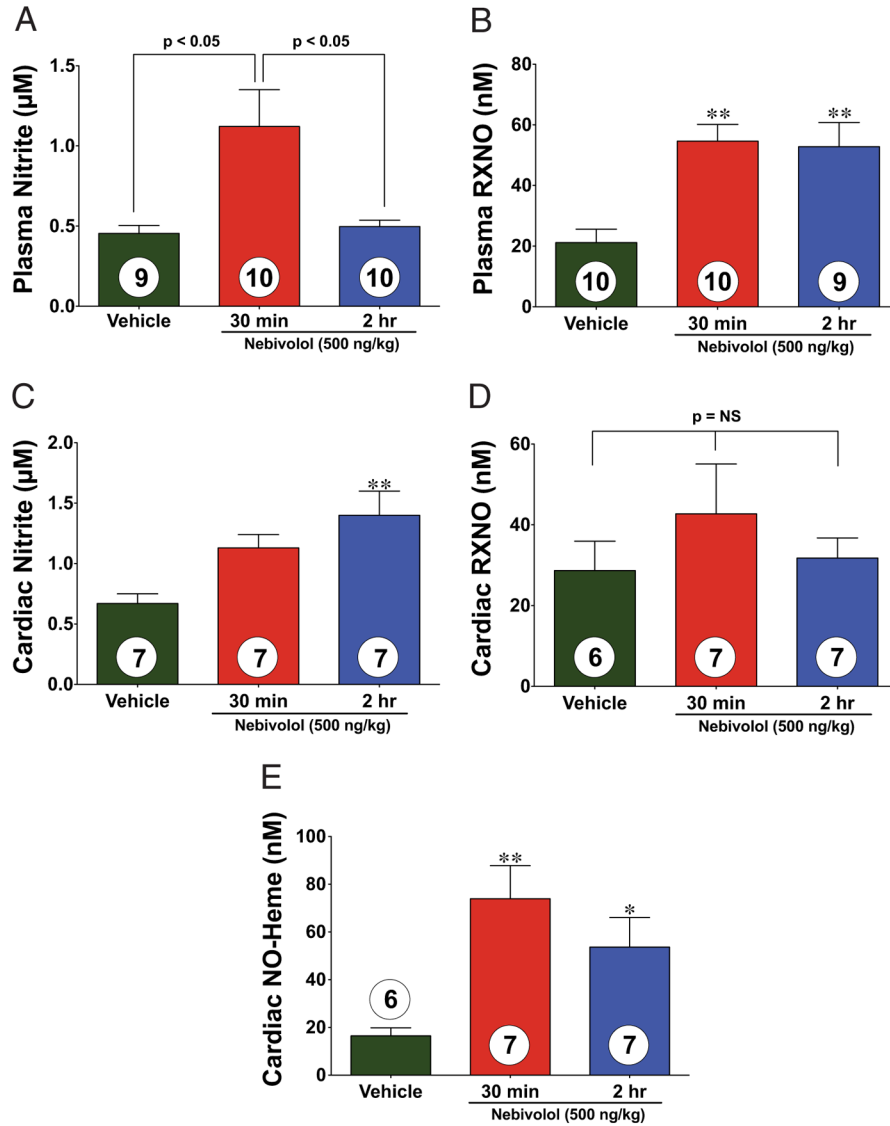 A
p < 0.05
p < 0.05
Plasma Nitrite (µM)
1.5
1.0
0.5
0.0
9
10
10
Vehicle
30 min
2 hr
Nebivolol (500 ng/kg)
B
Plasma RXNO (nM)
80
60
40
20
0
**
**
10
10
9
Vehicle
30 min
2 hr
Nebivolol (500 ng/kg)
C
Cardiac Nitrite (µM)
2.0
1.5
1.0
0.5
0.0
**
7
7
7
Vehicle
30 min
2 hr
Nebivolol (500 ng/kg)
D
p = NS
Cardiac RXNO (nM)
60
40
20
0
6
7
7
Vehicle
30 min
2 hr
Nebivolol (500 ng/kg)
E
Cardiac NO-Heme (nM)
100
80
60
40
20
0
**
*
6
7
7
Vehicle
30 min
2 hr
Nebivolol (500 ng/kg)